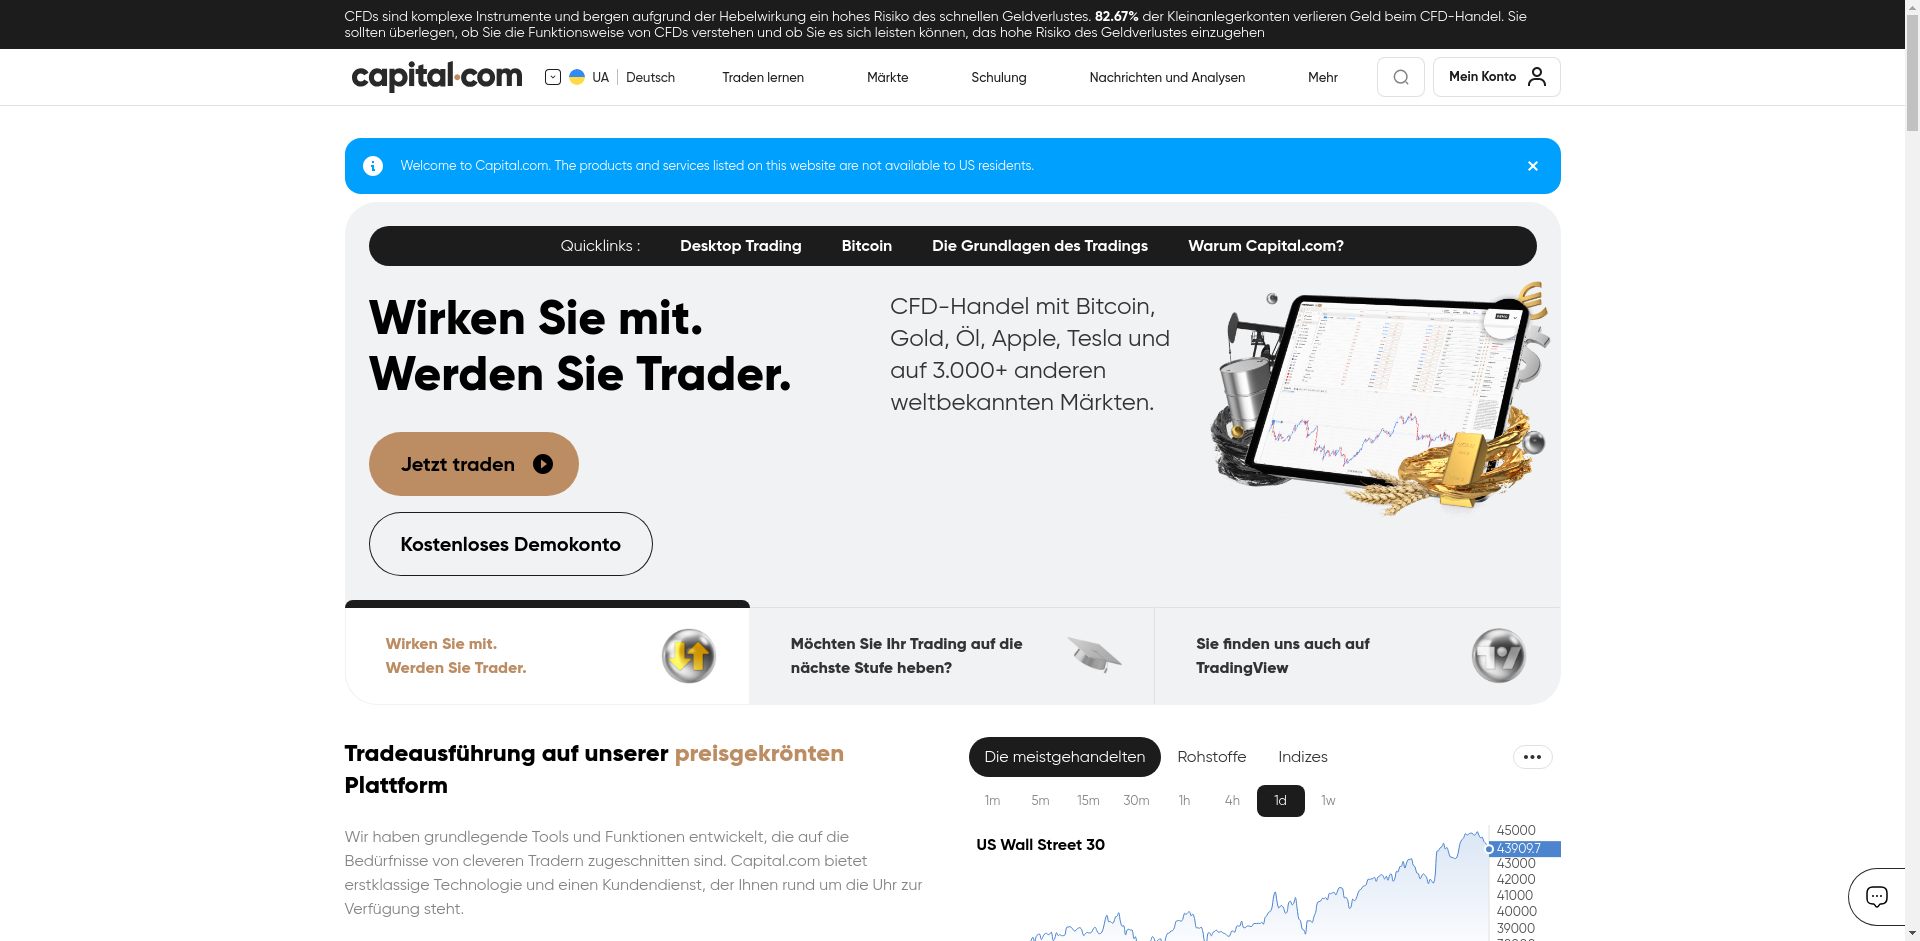 CFDs sind komplexe Instrumente und bergen aufgrund der Hebelwirkung ein hohes Risiko des schnellen Geldverlustes. 82.67% der Kleinanlegerkonten verlieren Geld beim CFD-Handel. Sie
sollten überlegen, ob Sie die Funktionsweise von CFDs verstehen und ob Sie es sich leisten können, das hohe Risiko des Geldverlustes einzugehen
capital.com
UA
Deutsch
Traden lernen
Märkte
Schulung
Nachrichten und Analysen
Mehr
Mein Konto
Welcome to Capital.com. The products and services listed on this website are not available to US residents.
Quicklinks :
Desktop Trading
Bitcoin
Die Grundlagen des Tradings
Warum Capital.com?
Wirken Sie mit.
Werden Sie Trader.
CFD-Handel mit Bitcoin,
Gold, Öl, Apple, Tesla und
auf 3.000+ anderen
weltbekannten Märkten.
Jetzt traden
Kostenloses Demokonto
Wirken Sie mit.
Werden Sie Trader.
Möchten Sie Ihr Trading auf die
nächste Stufe heben?
Sie finden uns auch auf
TradingView
Tradeausführung auf unserer preisgekrönten
Plattform
Wir haben grundlegende Tools und Funktionen entwickelt, die auf die
Bedürfnisse von cleveren Tradern zugeschnitten sind. Capital.com bietet
erstklassige Technologie und einen Kundendienst, der Ihnen rund um die Uhr zur
Verfügung steht.
Die meistgehandelten
Rohstoffe
Indizes
1m
5m
15m
30m
1h
4h
1d
1w
US Wall Street 30
45000
43909.7
43000
42000
41000
40000
39000